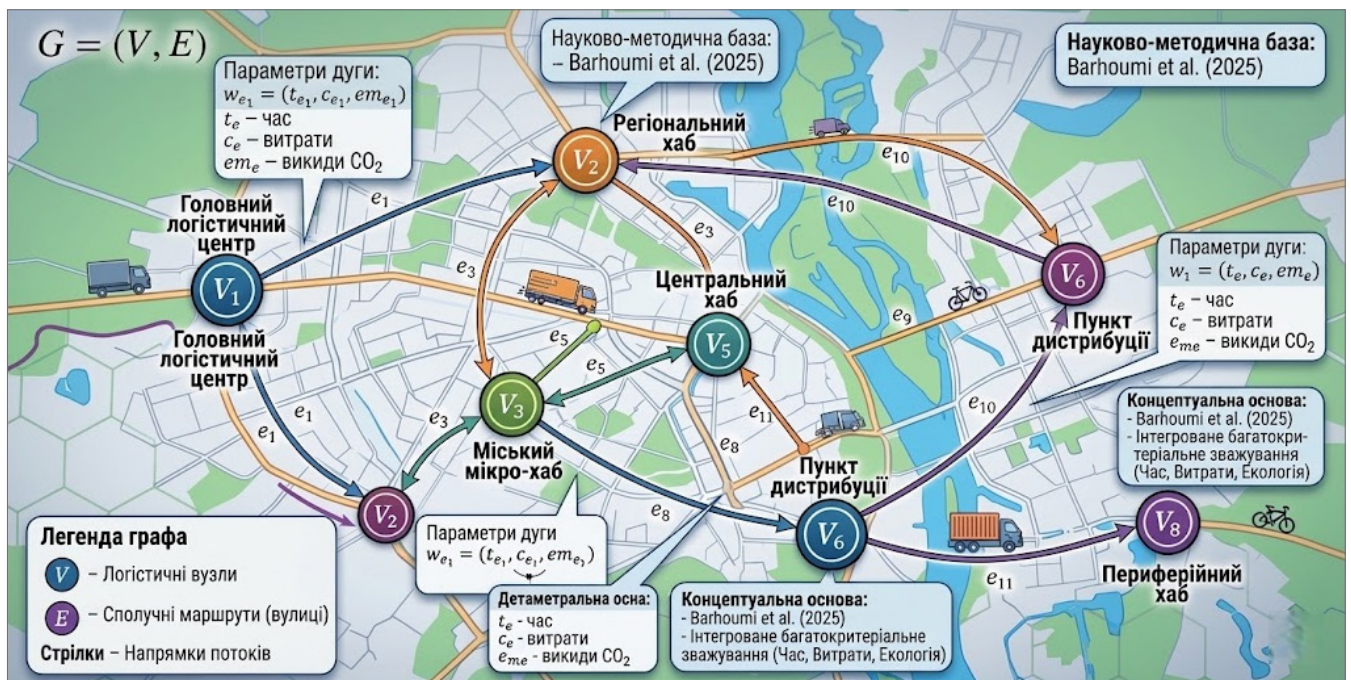 G = (V, E)
Параметри дуги:
w_{e_1} = (t_{e_1}, c_{e_1}, em_{e_1})
t_e – час
c_e – витрати
em_e – викиди CO₂
Науково-методична база:
– Barhoumi et al. (2025)
Науково-методична база:
Barhoumi et al. (2025)
Регіональний
хаб
V₂
e₁₀
e₁
e₁₀
e₃
Головний
логістичний
центр
V₁
Головний
логістичний
центр
e₃
Центральний
хаб
V₅
e₅
e₅
e₉
V₆
Пункт
дистрибуції
Параметри дуги:
w₁ = (t_e, c_e, em_e)
t_e – час
c_e – витрати
e_{me} – викиди CO₂
e₁
e₁
e₃
V₃
Міський
мікро-хаб
V₂
e₁₁
e₈
e₁₀
e₈
Пункт
дистрибуції
V₆
Концептуальна основа:
- Barhoumi et al. (2025)
- Інтегроване багатокри-
теріальне зважування
(Час, Витрати, Екологія)
V₈
e₁₁
Периферійний
хаб
Легенда графа
V – Логістичні вузли
E – Сполучні маршрути (вулиці)
Стрілки – Напрямки потоків
Параметри дуги
w_{e_1} = (t_{e_1}, c_{e_1}, em_{e_1})
Детаметральна осна:
t_e - час
c_e - витрати
e_{me} - викиди CO₂
Концептуальна основа:
- Barhoumi et al. (2025)
- Інтегроване багатокритеріальне
зважування (Час, Витрати, Екологія)